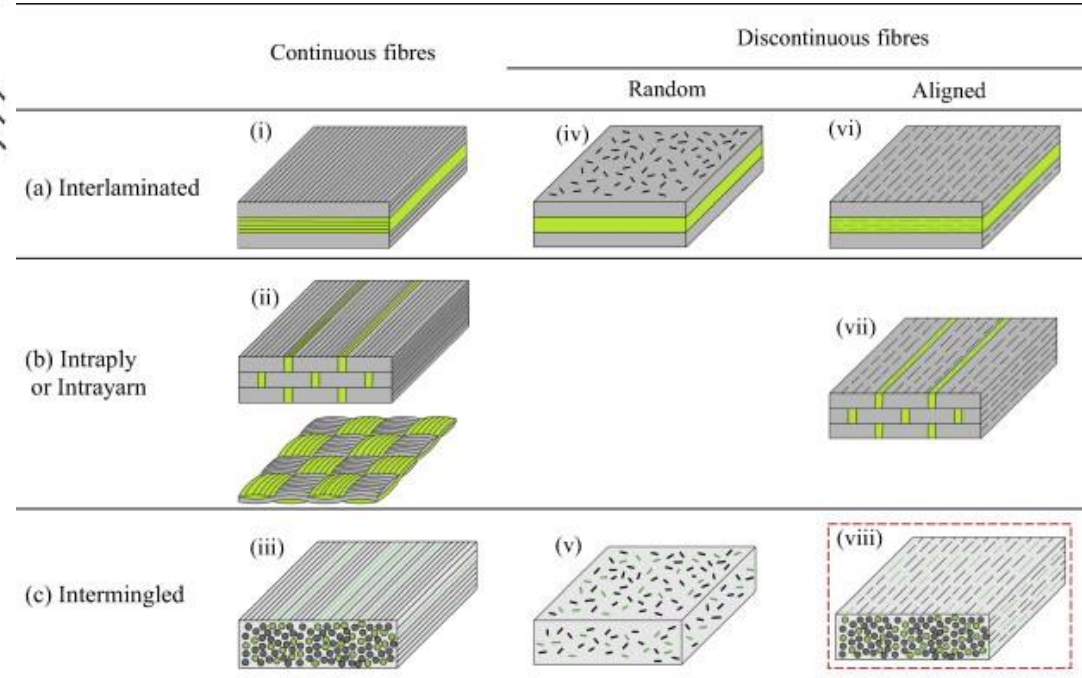 Continuous fibres
Discontinuous fibres
Random
Aligned
(a) Interlaminated
(i)
(iv)
(vi)
(b) Intraply
or Intrayarn
(ii)
(vii)
(c) Intermingled
(iii)
(v)
(viii)